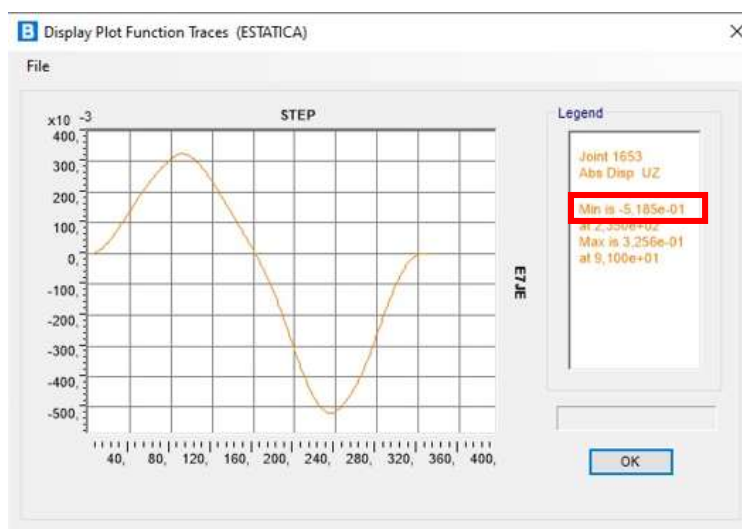 B Display Plot Function Traces (ESTATICA)
File
STEP
x10 -3
400,
300,
200,
100,
0,
-100,
-200,
-300,
-400,
-500,
40, 80, 120, 160, 200, 240, 280, 320, 360, 400,
E7JE
Legend
Joint 1653
Abs Disp UZ
Min is -5,185e-01
at 2,350e+02
Max is 3,256e-01
at 9,100e+01
OK